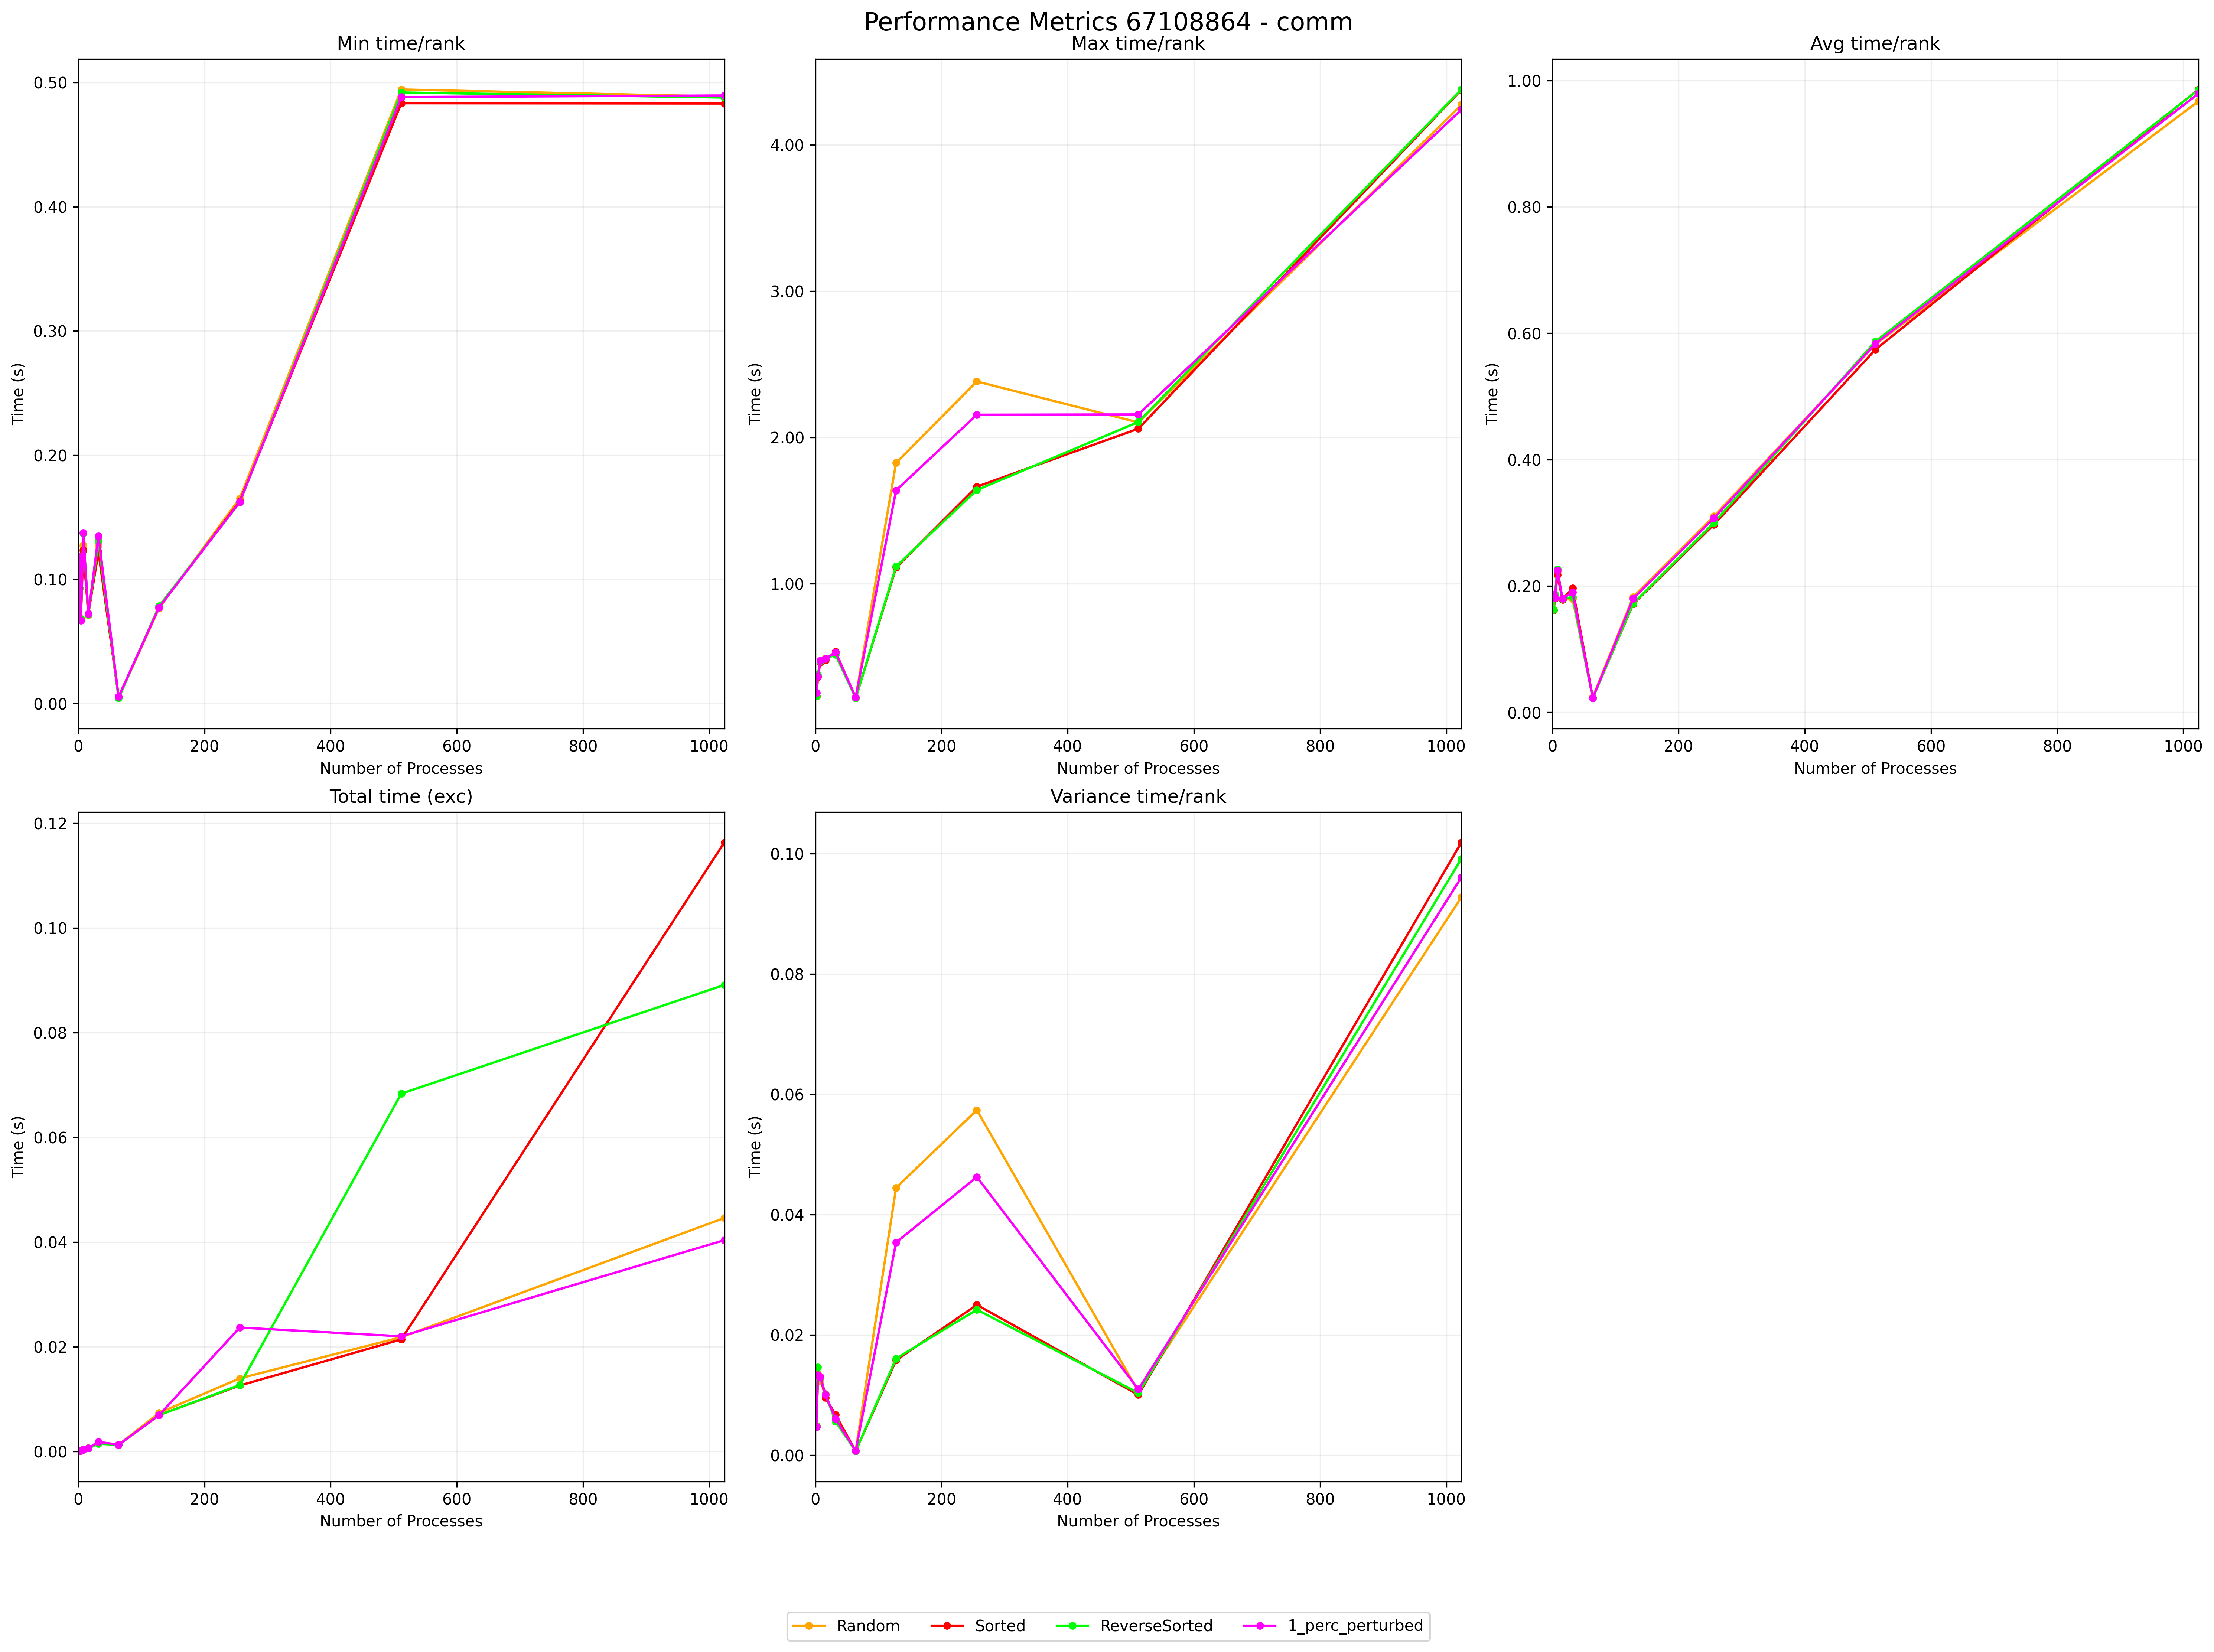 Performance Metrics 67108864 - comm
Min time/rank
Max time/rank
Avg time/rank
Time (s)
0.50
0.40
0.30
0.20
0.10
0.00
0 200 400 600 800 1000
Number of Processes
Time (s)
4.00
3.00
2.00
1.00
0 200 400 600 800 1000
Number of Processes
Time (s)
1.00
0.80
0.60
0.40
0.20
0.00
0 200 400 600 800 1000
Number of Processes
Total time (exc)
Variance time/rank
Time (s)
0.12
0.10
0.08
0.06
0.04
0.02
0.00
0 200 400 600 800 1000
Number of Processes
Time (s)
0.10
0.08
0.06
0.04
0.02
0.00
0 200 400 600 800 1000
Number of Processes
Random Sorted ReverseSorted 1_perc_perturbed